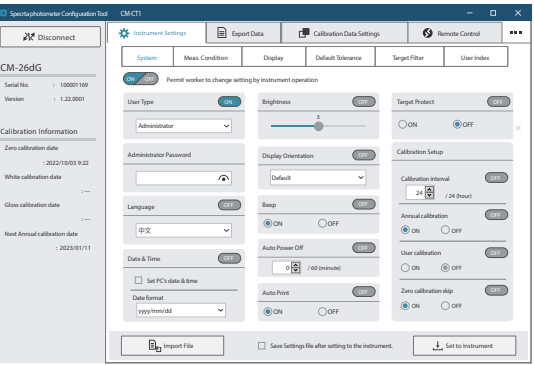 Spectaphotometer Configuration Tool
CM-CT1
Disconnect
CM-26dG
Serial No. : 100001169
Version : 1.22.0001
Calibration Information
Zero calibration date
: 2022/10/03 9:22
White calibration date
: ---
Gloss calibration date
: ---
Next Annual calibration date
: 2023/01/11
Instrument Settings
Export Data
Calibration Data Settings
Remote Control
System
Meas. Condition
Display
Default Tolerance
Target Filter
User Index
ON OFF Permit worker to change setting by instrument operation
User Type ON
Administrator
Administrator Password
Language OFF
中文
Date & Time OFF
Set PC's date & time
Date format
yyyy/mm/dd
Brightness OFF
3
Display Orientation OFF
Default
Beep OFF
ON OFF
Auto Power Off OFF
0 / 60 (minute)
Auto Print OFF
ON OFF
Target Protect OFF
ON OFF
Calibration Setup
Calibration interval OFF
24 / 24 (hour)
Annual calibration OFF
ON OFF
User calibration OFF
ON OFF
Zero calibration skip OFF
ON OFF
Import File
Save Settings file after setting to the instrument.
Set to Instrument